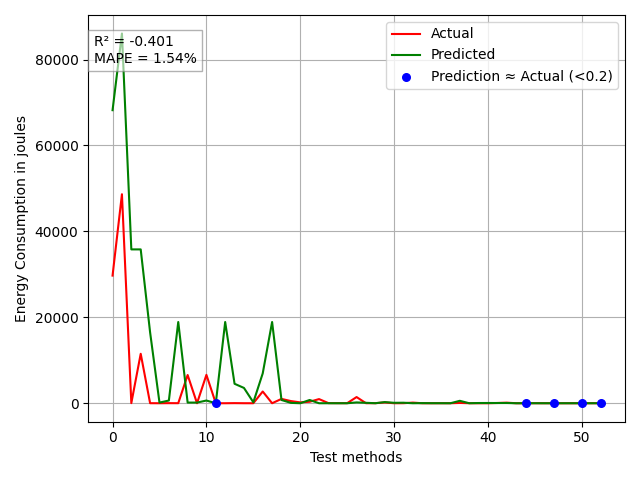 R² = -0.401
MAPE = 1.54%
Actual
Predicted
Prediction ≈ Actual (<0.2)
Energy Consumption in joules
80000
60000
40000
20000
0
0 10 20 30 40 50
Test methods